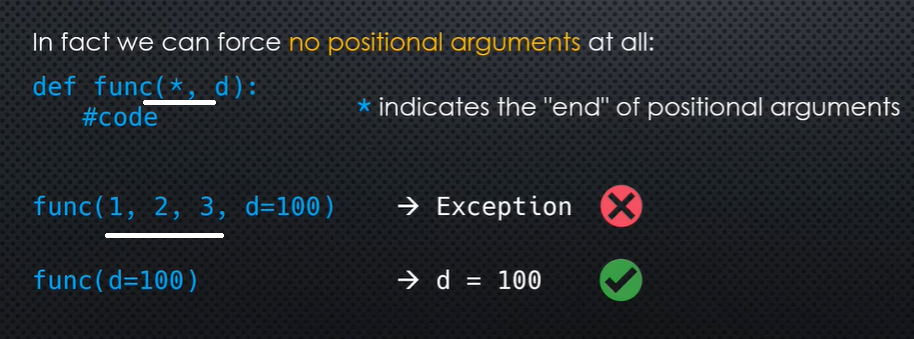 In fact we can force no positional arguments at all:
def func(*, d):
* indicates the "end" of positional arguments
#code
func(1, 2, 3, d=100)
→ Exception
func(d=100)
→ d = 100